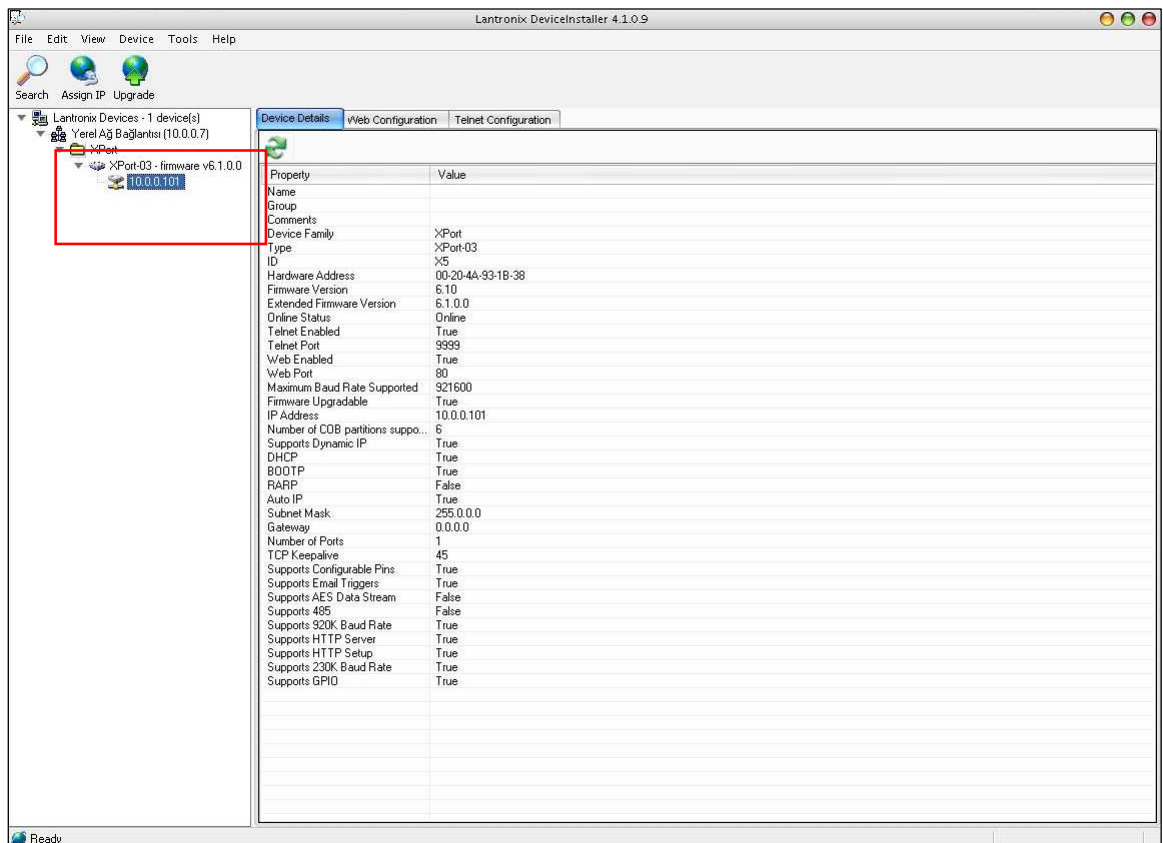 Lantronix DeviceInstaller 4.1.0.9
File Edit View Device Tools Help
Search Assign IP Upgrade
Lantronix Devices - 1 device(s)
Yerel Ağ Bağlantısı (10.0.0.7)
XPort
XPort-03 - firmware v6.1.0.0
10.0.0.101
Device Details Web Configuration Telnet Configuration
Property Value
Name
Group
Comments
Device Family XPort
Type XPort-03
ID X5
Hardware Address 00-20-4A-93-1B-38
Firmware Version 6.10
Extended Firmware Version 6.1.0.0
Online Status Online
Telnet Enabled True
Telnet Port 9999
Web Enabled True
Web Port 80
Maximum Baud Rate Supported 921600
Firmware Upgradable True
IP Address 10.0.0.101
Number of COB partitions suppo... 6
Supports Dynamic IP True
DHCP True
BOOTP True
RARP False
Auto IP True
Subnet Mask 255.0.0.0
Gateway 0.0.0.0
Number of Ports 1
TCP Keepalive 45
Supports Configurable Pins True
Supports Email Triggers True
Supports AES Data Stream False
Supports 485 False
Supports 920K Baud Rate True
Supports HTTP Server True
Supports HTTP Setup True
Supports 230K Baud Rate True
Supports GPIO True
Ready